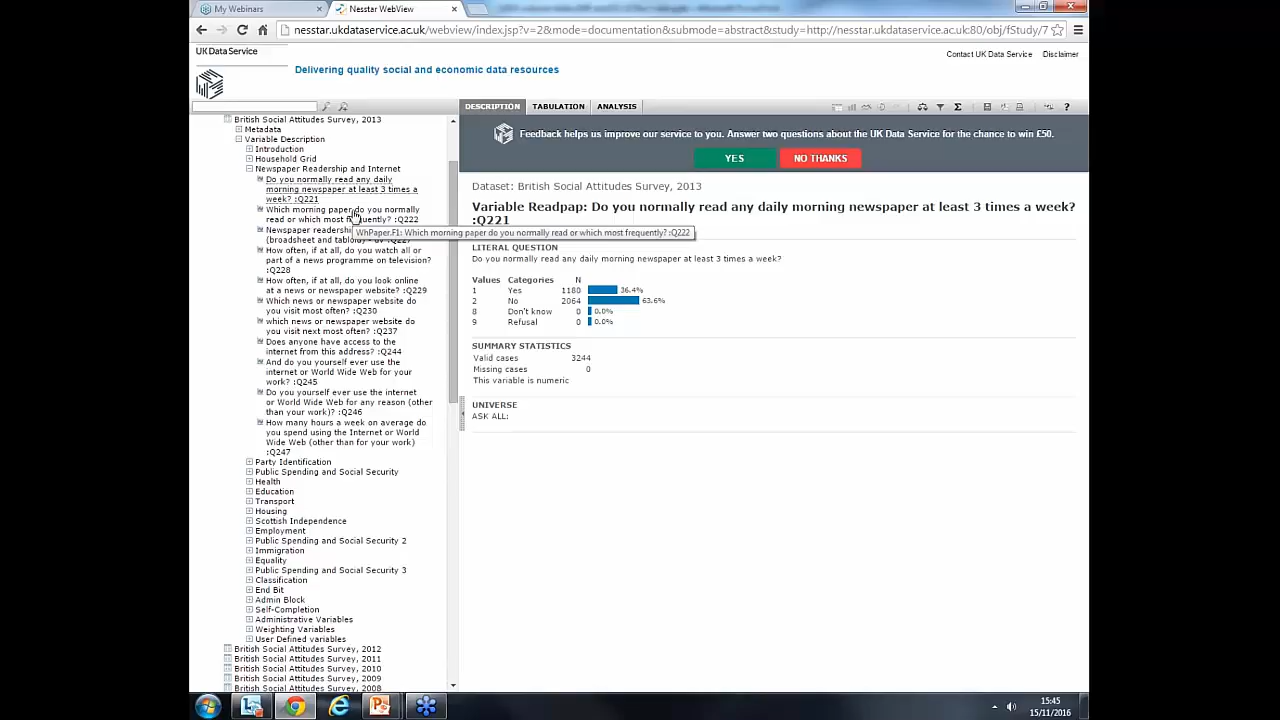 My Webinars
Nesstar WebView
nesstar.ukdataservice.ac.uk/webview/index.jsp?v=2&mode=documentation&submode=abstract&study=http://nesstar.ukdataservice.ac.uk:80/obj/fStudy/7
UK Data Service
Contact UK Data Service
Disclaimer
Delivering quality social and economic data resources
DESCRIPTION
TABULATION
ANALYSIS
British Social Attitudes Survey, 2013
Metadata
Variable Description
Introduction
Household Grid
Newspaper Readership and Internet
Do you normally read any daily
morning newspaper at least 3 times a
week? :Q221
Which morning paper do you normally
read or which most frequently? :Q222
Newspaper readersh
(broadsheet and tabloid)
How often, if at all, do you watch all or
part of a news programme on television?
:Q228
How often, if at all, do you look online
at a news or newspaper website? :Q229
Which news or newspaper website do
you visit most often? :Q230
which news or newspaper website do
you visit next most often? :Q237
Does anyone have access to the
internet from this address? :Q244
And do you yourself ever use the
internet or World Wide Web for your
work? :Q245
Do you yourself ever use the internet
or World Wide Web for any reason (other
than your work)? :Q246
How many hours a week on average do
you spend using the Internet or World
Wide Web (other than for your work)
:Q247
Party Identification
Public Spending and Social Security
Health
Education
Transport
Housing
Scottish Independence
Employment
Public Spending and Social Security 2
Immigration
Equality
Public Spending and Social Security 3
Classification
End Bit
Admin Block
Self-Completion
Administrative Variables
Weighting Variables
User Defined variables
British Social Attitudes Survey, 2012
British Social Attitudes Survey, 2011
British Social Attitudes Survey, 2010
British Social Attitudes Survey, 2009
British Social Attitudes Survey, 2008
WhPaper.F1: Which morning paper do you normally read or which most frequently? :Q222
Feedback helps us improve our service to you. Answer two questions about the UK Data Service for the chance to win £50.
YES
NO THANKS
Dataset: British Social Attitudes Survey, 2013
Variable Readpap: Do you normally read any daily morning newspaper at least 3 times a week?
:Q221
LITERAL QUESTION
Do you normally read any daily morning newspaper at least 3 times a week?
Values Categories N
1 Yes 1180 36.4%
2 No 2064 63.6%
8 Don't know 0 0.0%
9 Refusal 0 0.0%
SUMMARY STATISTICS
Valid cases 3244
Missing cases 0
This variable is numeric
UNIVERSE
ASK ALL:
15:45
15/11/2016